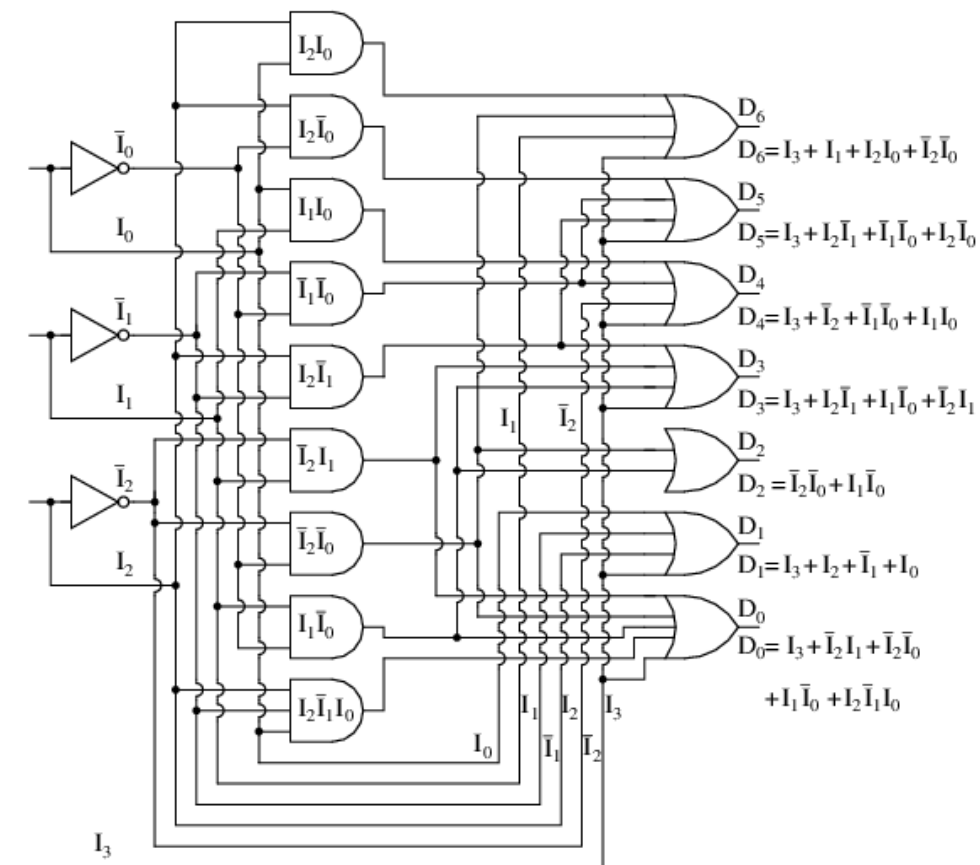 I₂I₀
I₂Ī₀
Ī₀
I₀
I₁I₀
Ī₁Ī₀
Ī₁
I₁
I₂Ī₁
Ī₂I₁
Ī₂
I₂
Ī₂Ī₀
I₁Ī₀
I₂Ī₁I₀
I₃
I₁
Ī₂
I₀
I₁
Ī₁
I₂
Ī₂
I₃
D₆
D₆=I₃+ I₁+I₂I₀+Ī₂Ī₀
D₅
D₅=I₃+I₂Ī₁+Ī₁Ī₀+I₂Ī₀
D₄
D₄=I₃+Ī₂+Ī₁Ī₀+I₁I₀
D₃
D₃=I₃+I₂Ī₁+I₁Ī₀+Ī₂I₁
D₂
D₂ =Ī₂Ī₀+I₁Ī₀
D₁
D₁=I₃+I₂+Ī₁+I₀
D₀
D₀= I₃+Ī₂I₁+Ī₂Ī₀
+I₁Ī₀ +I₂Ī₁I₀